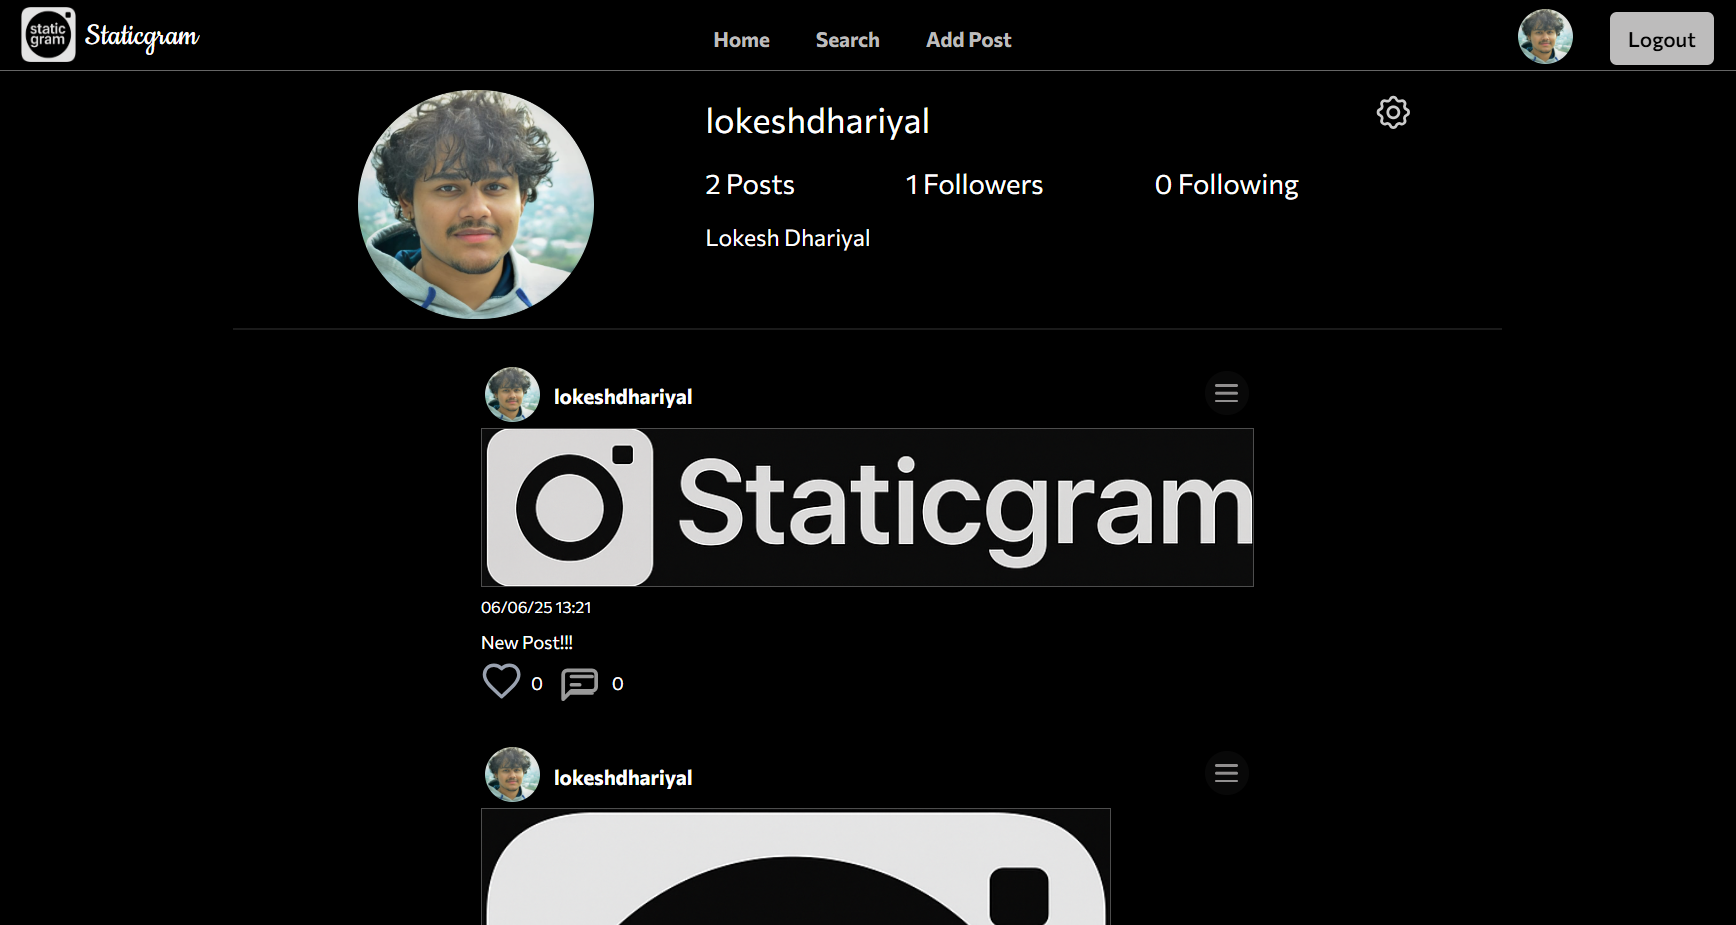 static
gram
Staticgram
Home
Search
Add Post
Logout
lokeshdhariyal
2 Posts
1 Followers
0 Following
Lokesh Dhariyal
lokeshdhariyal
Staticgram
06/06/25 13:21
New Post!!!
0
0
lokeshdhariyal